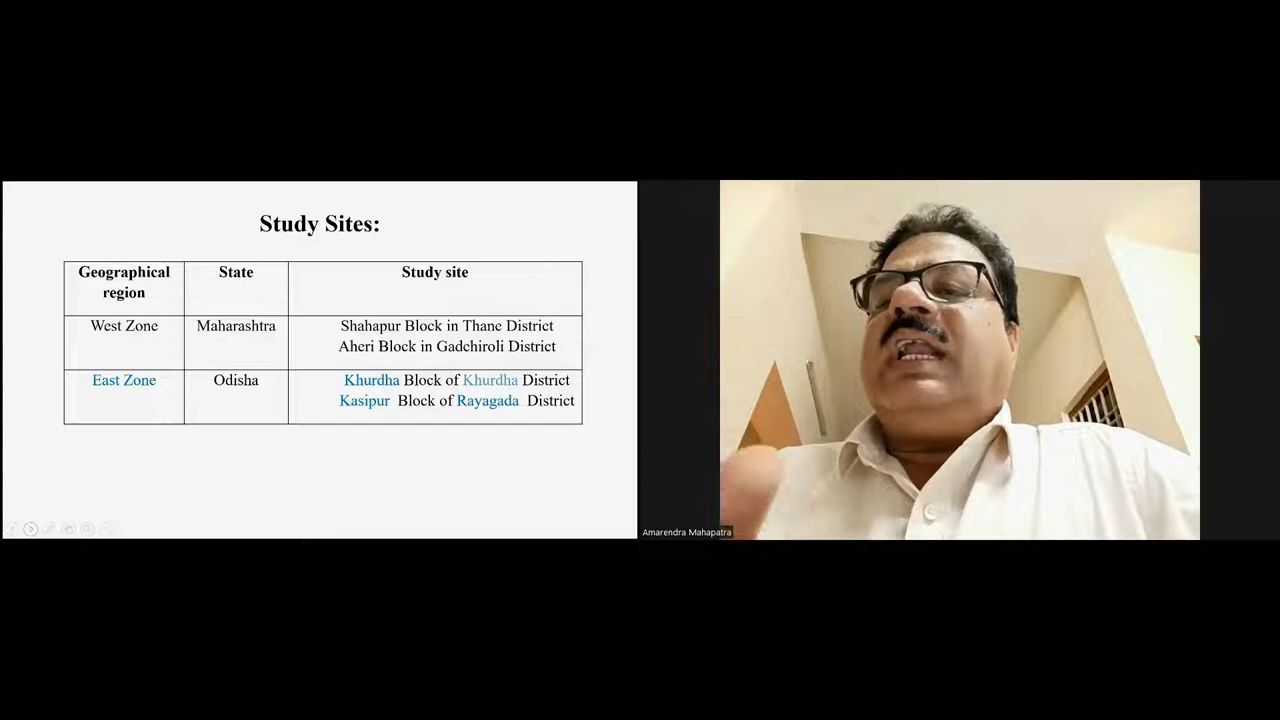 Study Sites:
Geographical region
State
Study site
West Zone
Maharashtra
Shahapur Block in Thane District
Aheri Block in Gadchiroli District
East Zone
Odisha
Khurdha Block of Khurdha District
Kasipur Block of Rayagada District
Amarendra Mahapatra